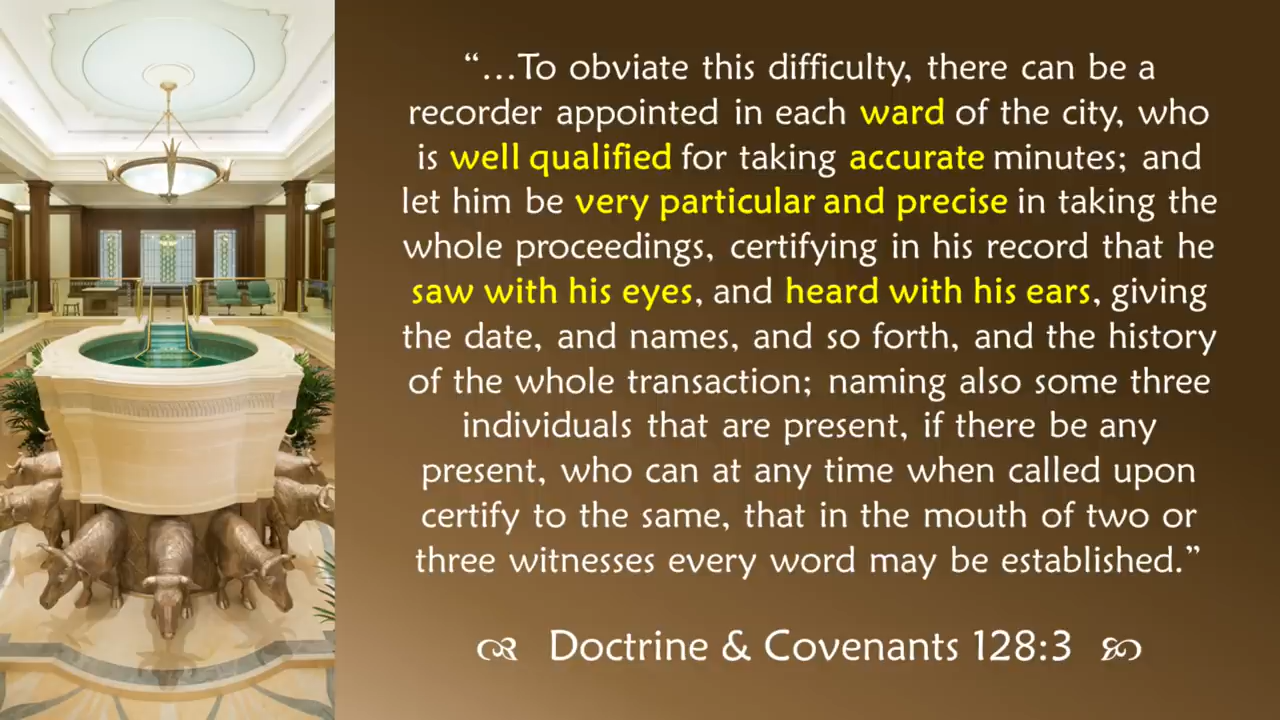 “…To obviate this difficulty, there can be a
recorder appointed in each ward of the city, who
is well qualified for taking accurate minutes; and
let him be very particular and precise in taking the
whole proceedings, certifying in his record that he
saw with his eyes, and heard with his ears, giving
the date, and names, and so forth, and the history
of the whole transaction; naming also some three
individuals that are present, if there be any
present, who can at any time when called upon
certify to the same, that in the mouth of two or
three witnesses every word may be established.”
Doctrine & Covenants 128:3